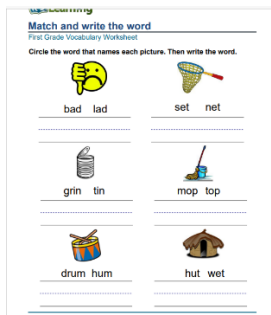 Learning
Match and write the word
First Grade Vocabulary Worksheet
Circle the word that names each picture. Then write the word.
bad lad
set net
grin tin
mop top
drum hum
hut wet